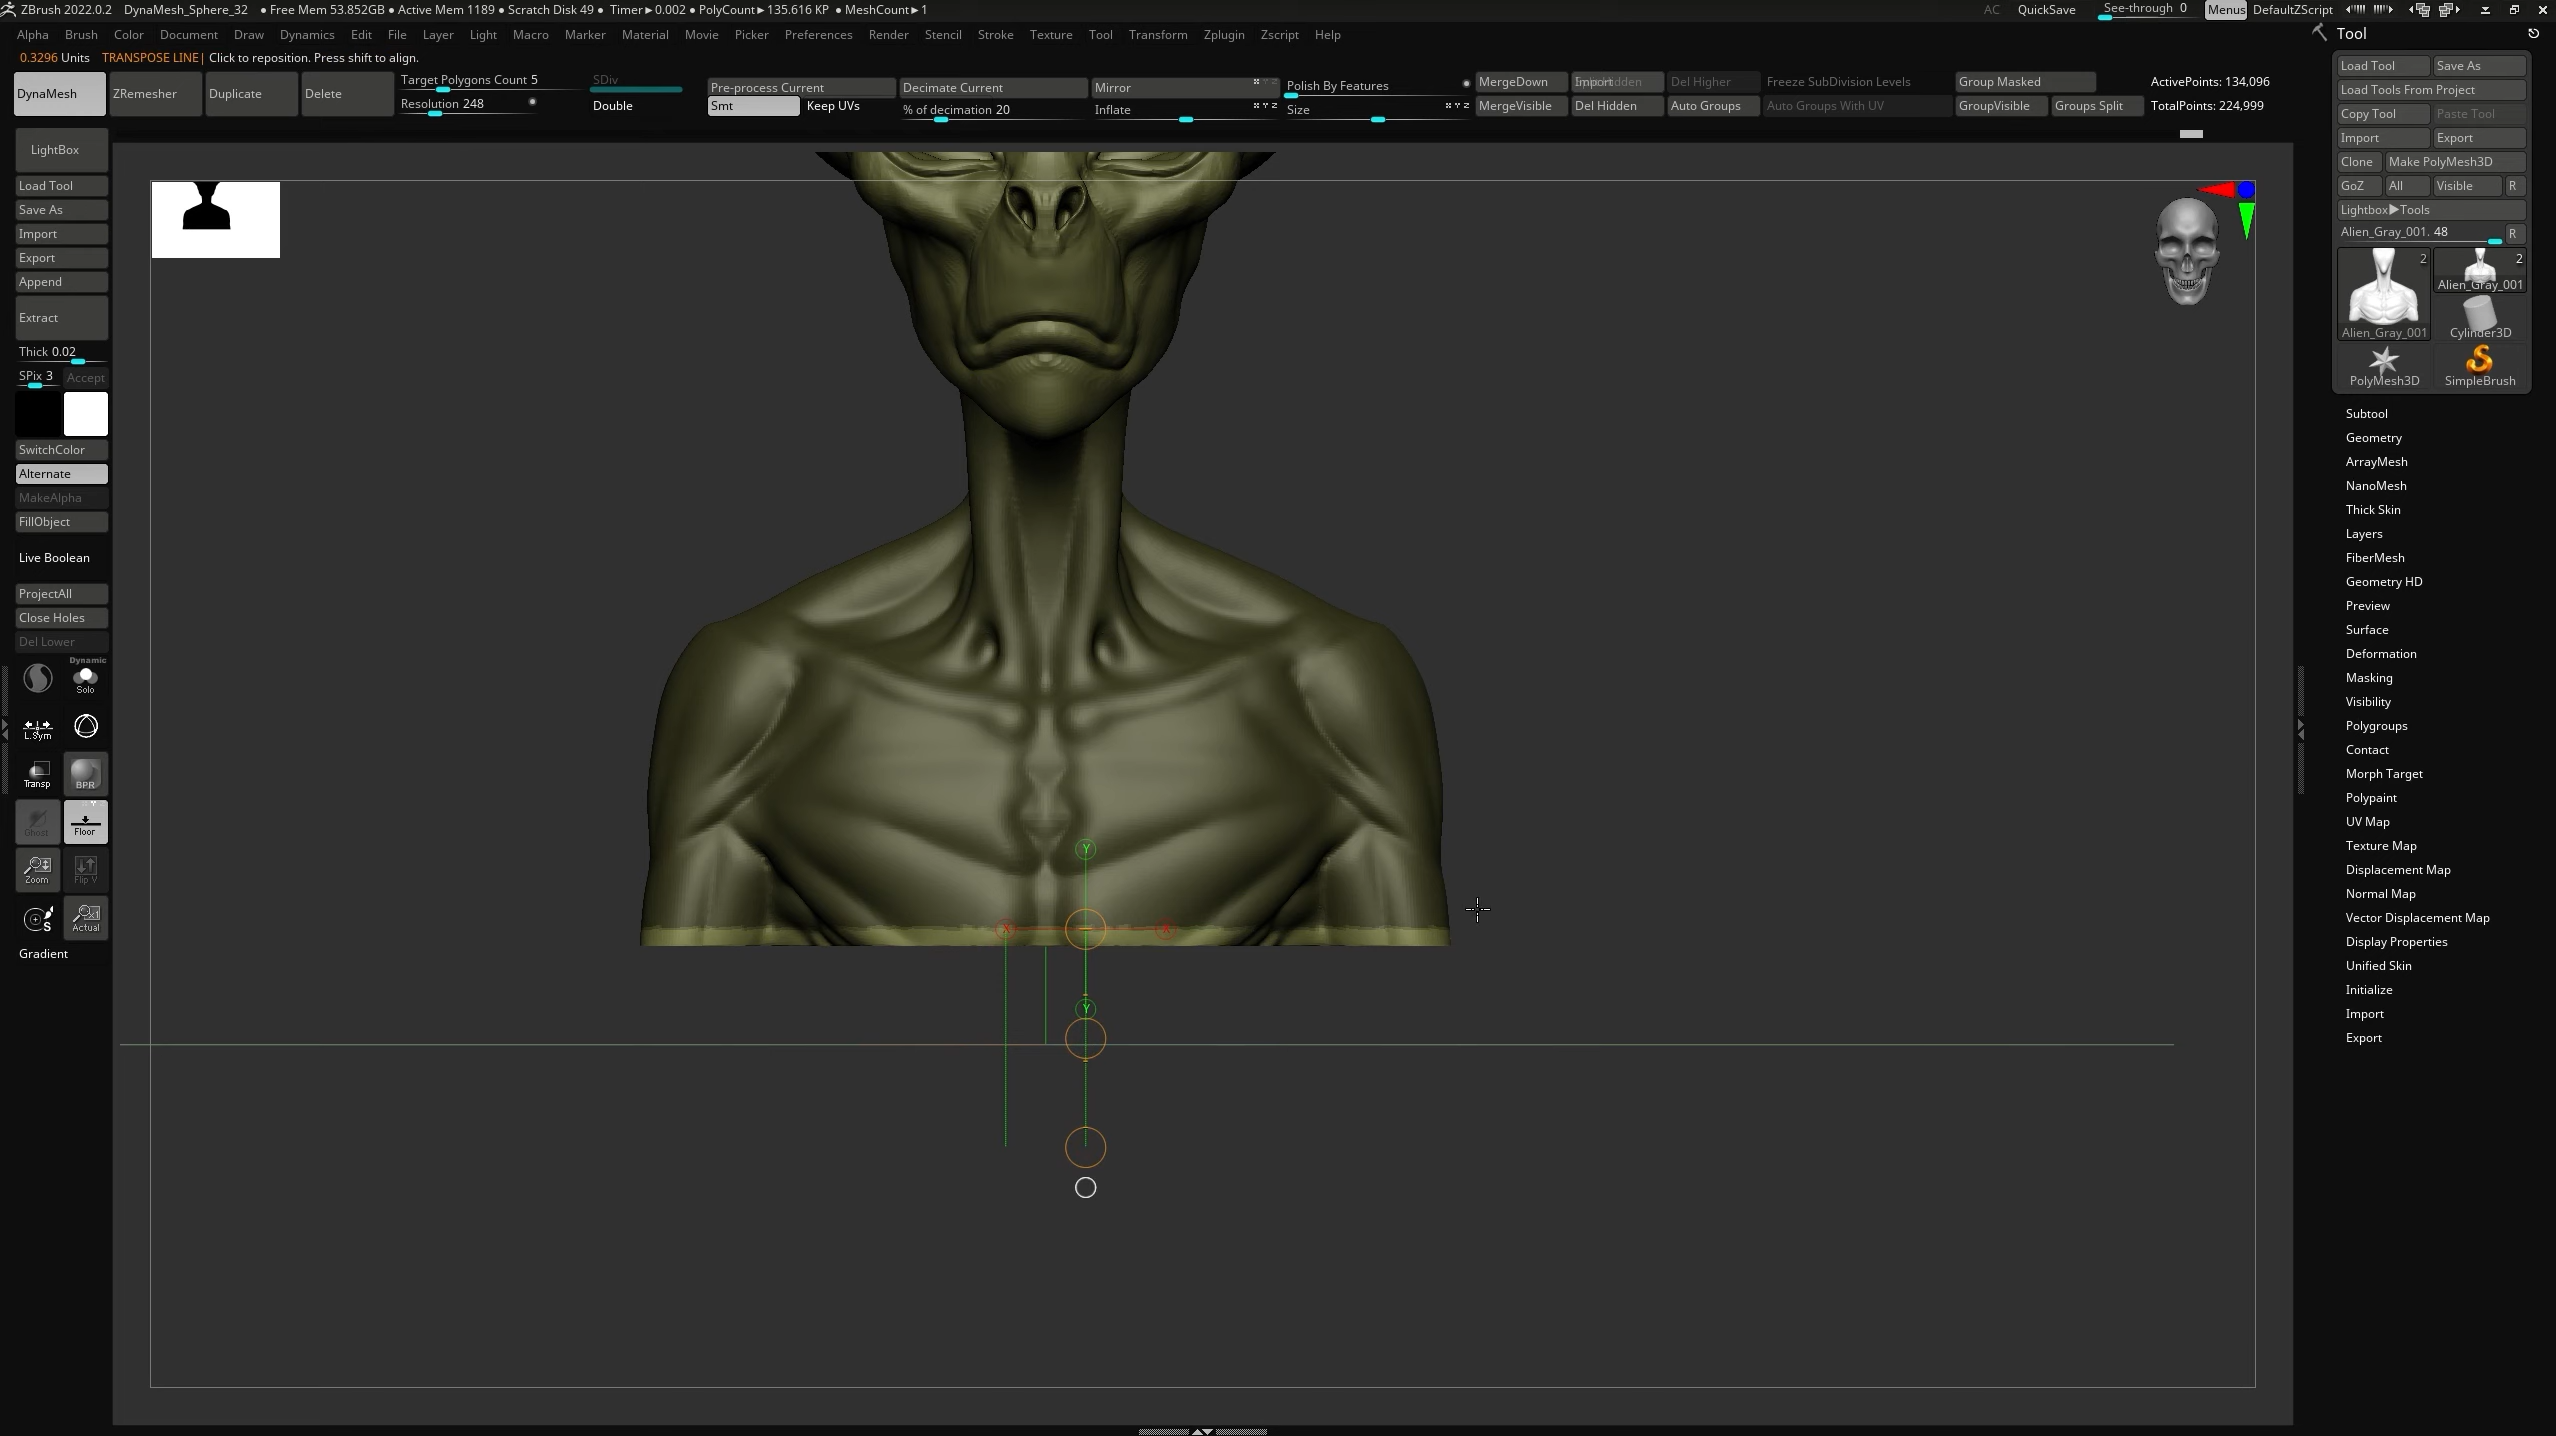 ZBrush 2022.0.2 DynaMesh_Sphere_32 ● Free Mem 53.852GB ● Active Mem 1189 ● Scratch Disk 49 ● Timer►0.002 ● PolyCount►135.616 KP ● MeshCount►1 AC QuickSave See-through 0 Menus DefaultZScript
Alpha Brush Color Document Draw Dynamics Edit File Layer Light Macro Marker Material Movie Picker Preferences Render Stencil Stroke Texture Tool Transform Zplugin Zscript Help
Tool
0.3296 Units TRANSPOSE LINE| Click to reposition. Press shift to align.
DynaMesh ZRemesher Duplicate Delete
Target Polygons Count 5
Resolution 248
SDiv
Double
Pre-process Current Decimate Current Mirror Polish By Features
Smt Keep UVs % of decimation 20 Inflate Size
MergeDown Del Higher Freeze SubDivision Levels Group Masked ActivePoints: 134,096
MergeVisible Del Hidden Auto Groups Auto Groups With UV GroupVisible Groups Split TotalPoints: 224,999
LightBox
Load Tool
Save As
Import
Export
Append
Extract
Thick 0.02
SPix 3 Accept
SwitchColor
Alternate
MakeAlpha
FillObject
Live Boolean
ProjectAll
Close Holes
Del Lower
Dynamic
Solo
L.Sym
Transp BPR
Ghost Floor
Zoom Flip V
S Actual
Gradient
Y
X X
Y
Load Tool Save As
Load Tools From Project
Copy Tool Paste Tool
Import Export
Clone Make PolyMesh3D
GoZ All Visible R
Lightbox►Tools
Alien_Gray_001. 48 R
2 2
Alien_Gray_001
Alien_Gray_001 Cylinder3D
PolyMesh3D SimpleBrush
Subtool
Geometry
ArrayMesh
NanoMesh
Thick Skin
Layers
FiberMesh
Geometry HD
Preview
Surface
Deformation
Masking
Visibility
Polygroups
Contact
Morph Target
Polypaint
UV Map
Texture Map
Displacement Map
Normal Map
Vector Displacement Map
Display Properties
Unified Skin
Initialize
Import
Export